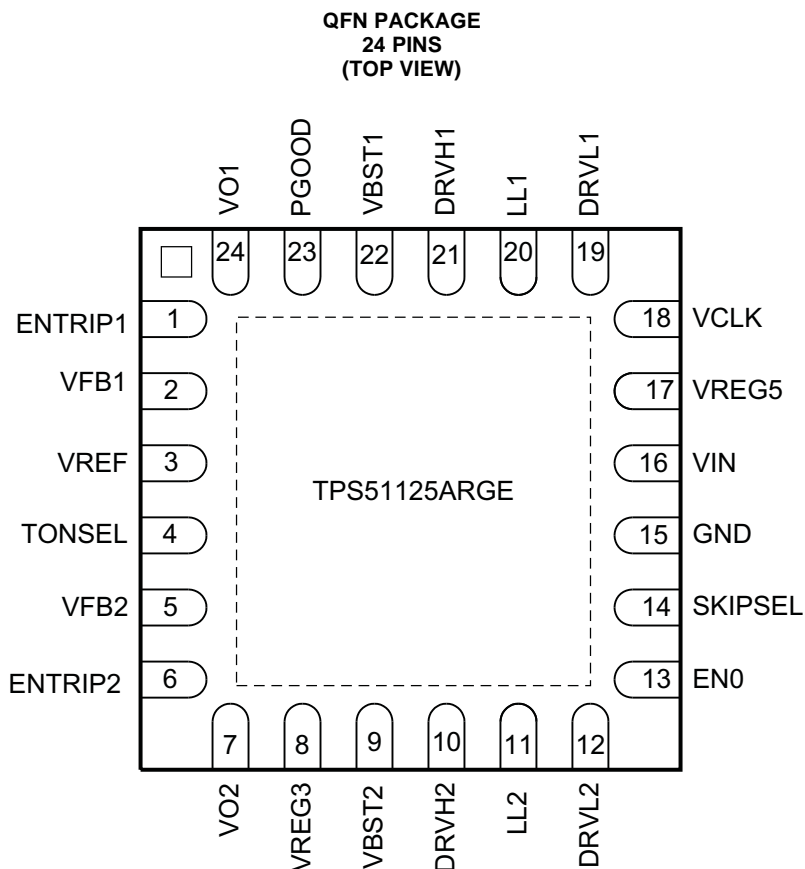 QFN PACKAGE
24 PINS
(TOP VIEW)
VO1
PGOOD
VBST1
DRVH1
LL1
DRVL1
24
23
22
21
20
19
ENTRIP1 1
18 VCLK
VFB1 2
17 VREG5
VREF 3
16 VIN
TPS51125ARGE
TONSEL 4
15 GND
VFB2 5
14 SKIPSEL
ENTRIP2 6
13 EN0
7
8
9
10
11
12
VO2
VREG3
VBST2
DRVH2
LL2
DRVL2